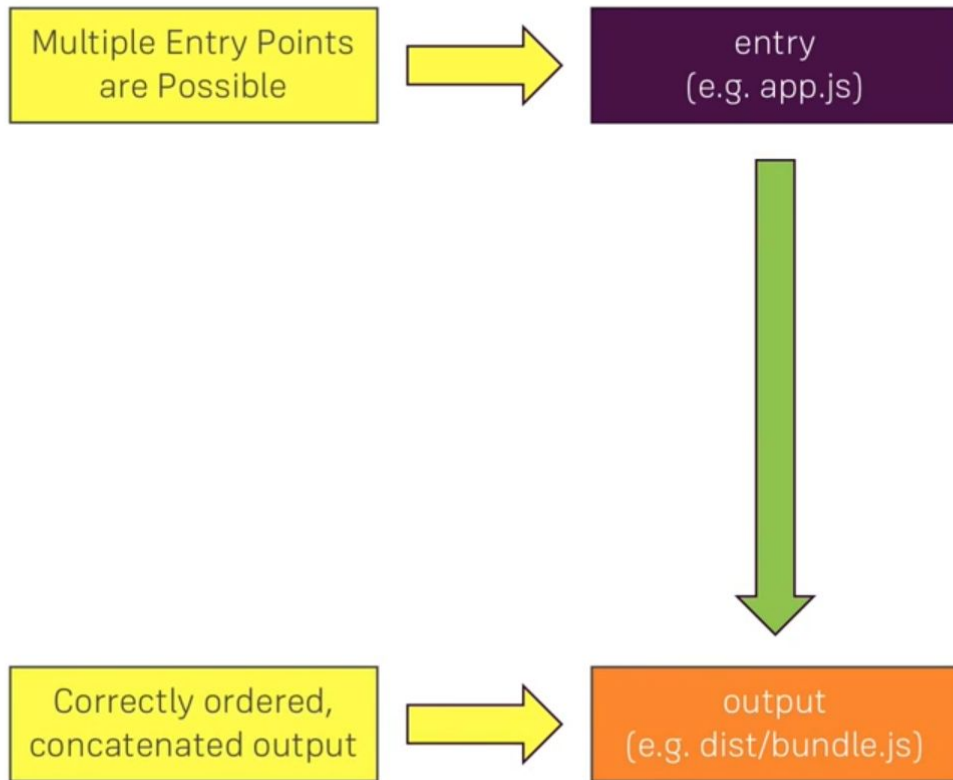 Multiple Entry Points
are Possible
entry
(e.g. app.js)
Correctly ordered,
concatenated output
output
(e.g. dist/bundle.js)